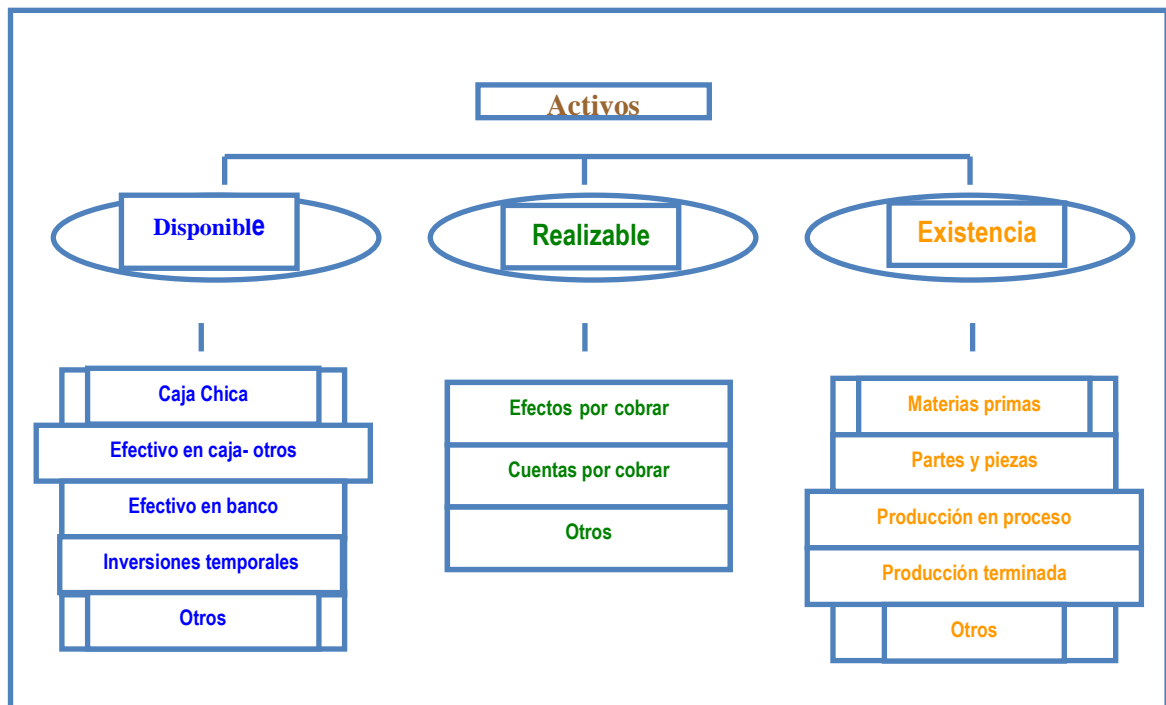 Activos
Disponible
Realizable
Existencia
Caja Chica
Efectivo en caja- otros
Efectivo en banco
Inversiones temporales
Otros
Efectos por cobrar
Cuentas por cobrar
Otros
Materias primas
Partes y piezas
Producción en proceso
Producción terminada
Otros